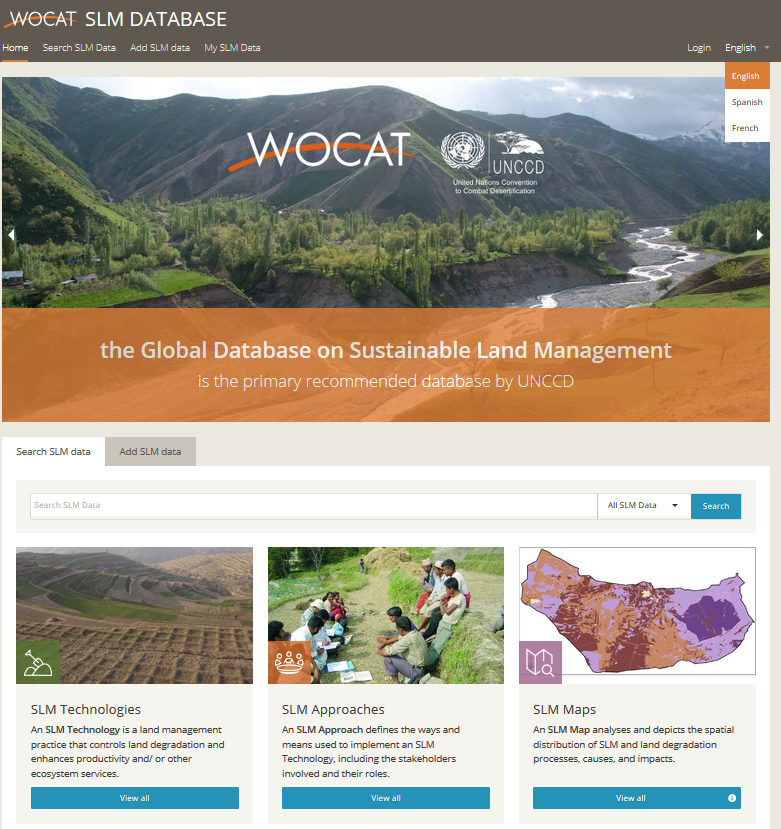 WOCAT SLM DATABASE
Home Search SLM Data Add SLM data My SLM Data Login English
English
Spanish
French
WOCAT
UNCCD
United Nations Convention
to Combat Desertification
the Global Database on Sustainable Land Management
is the primary recommended database by UNCCD
Search SLM data Add SLM data
Search SLM Data All SLM Data Search
SLM Technologies
An SLM Technology is a land management
practice that controls land degradation and
enhances productivity and/ or other
ecosystem services.
View all
SLM Approaches
An SLM Approach defines the ways and
means used to implement an SLM
Technology, including the stakeholders
involved and their roles.
View all
SLM Maps
An SLM Map analyses and depicts the spatial
distribution of SLM and land degradation
processes, causes, and impacts.
View all